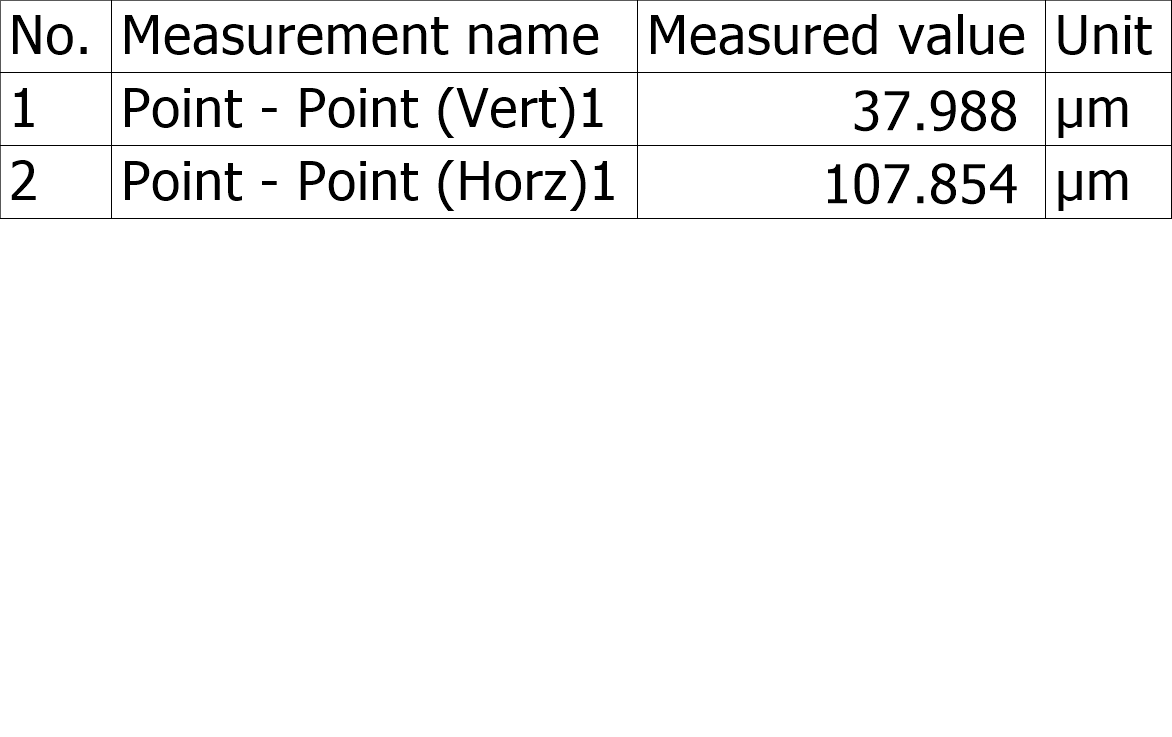 No. Measurement name Measured value Unit
1 Point - Point (Vert)1 37.988 µm
2 Point - Point (Horz)1 107.854 µm